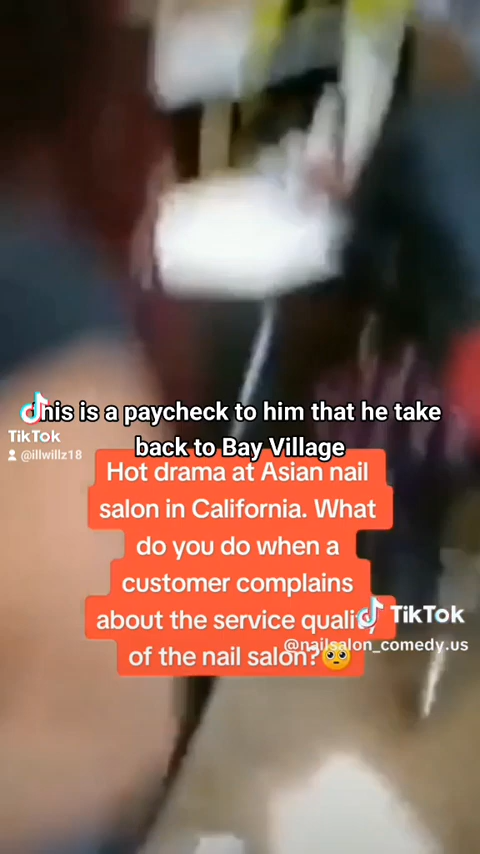 this is a paycheck to him that he take
back to Bay Village
TikTok
@illwillz18
Hot drama at Asian nail
salon in California. What
do you do when a
customer complains
about the service quality
of the nail salon?🥺
TikTok
@nailsalon_comedy.us